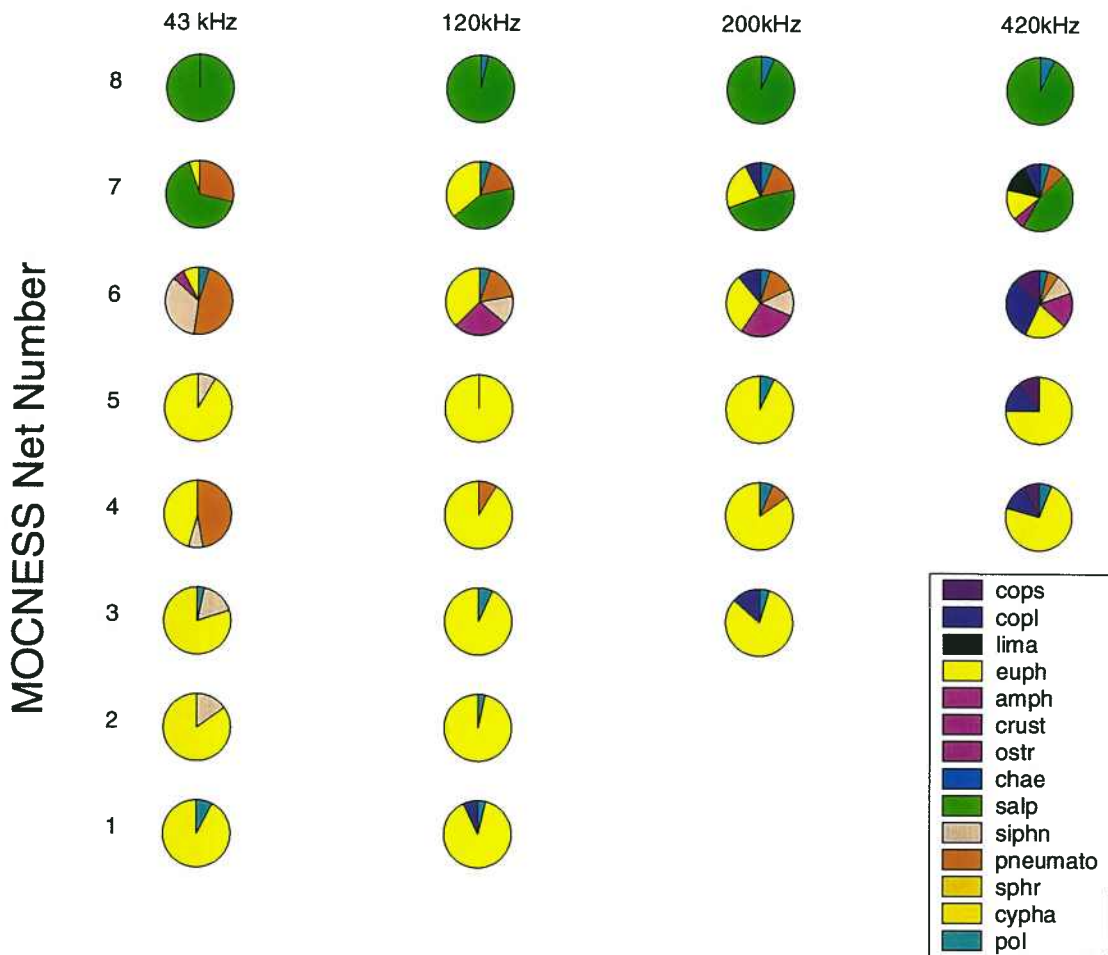 43 kHz
120kHz
200kHz
420kHz
MOCNESS Net Number
8
7
6
5
4
3
2
1
cops
copl
lima
euph
amph
crust
ostr
chae
salp
siphn
pneumato
sphr
cypha
pol